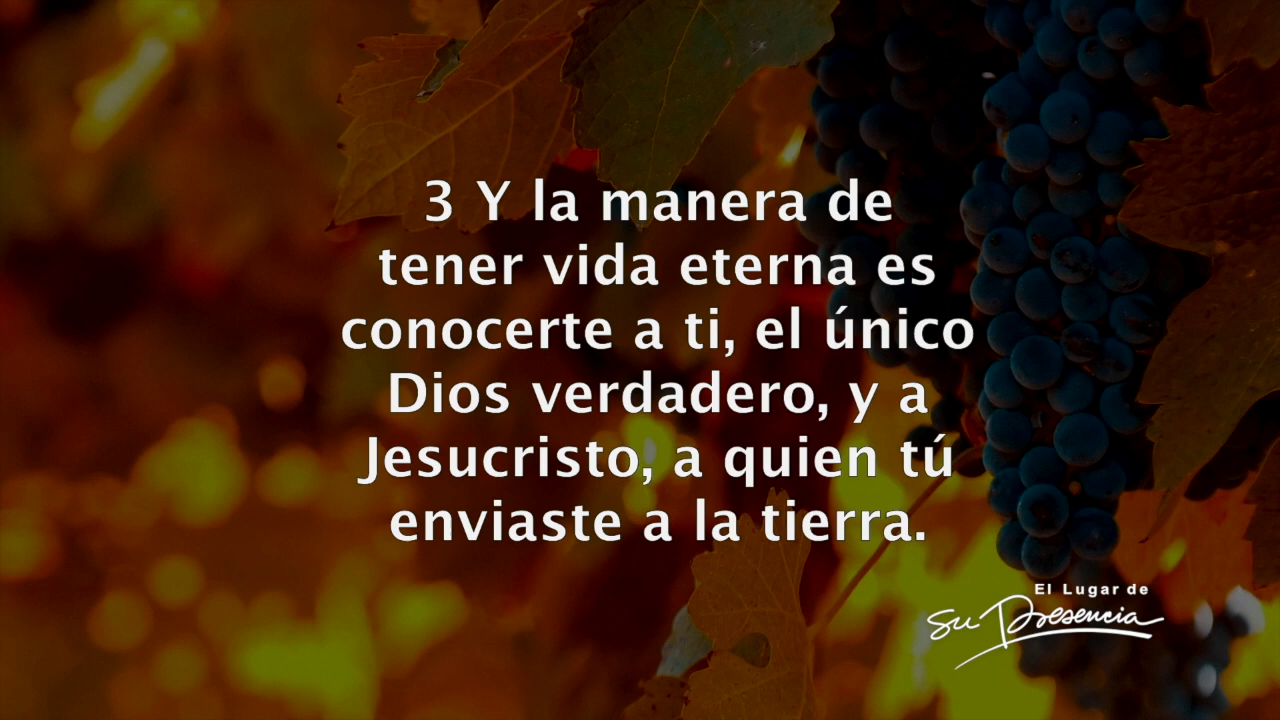 3 Y la manera de
tener vida eterna es
conocerte a ti, el único
Dios verdadero, y a
Jesucristo, a quien tú
enviaste a la tierra.
El Lugar de
Su Presencia